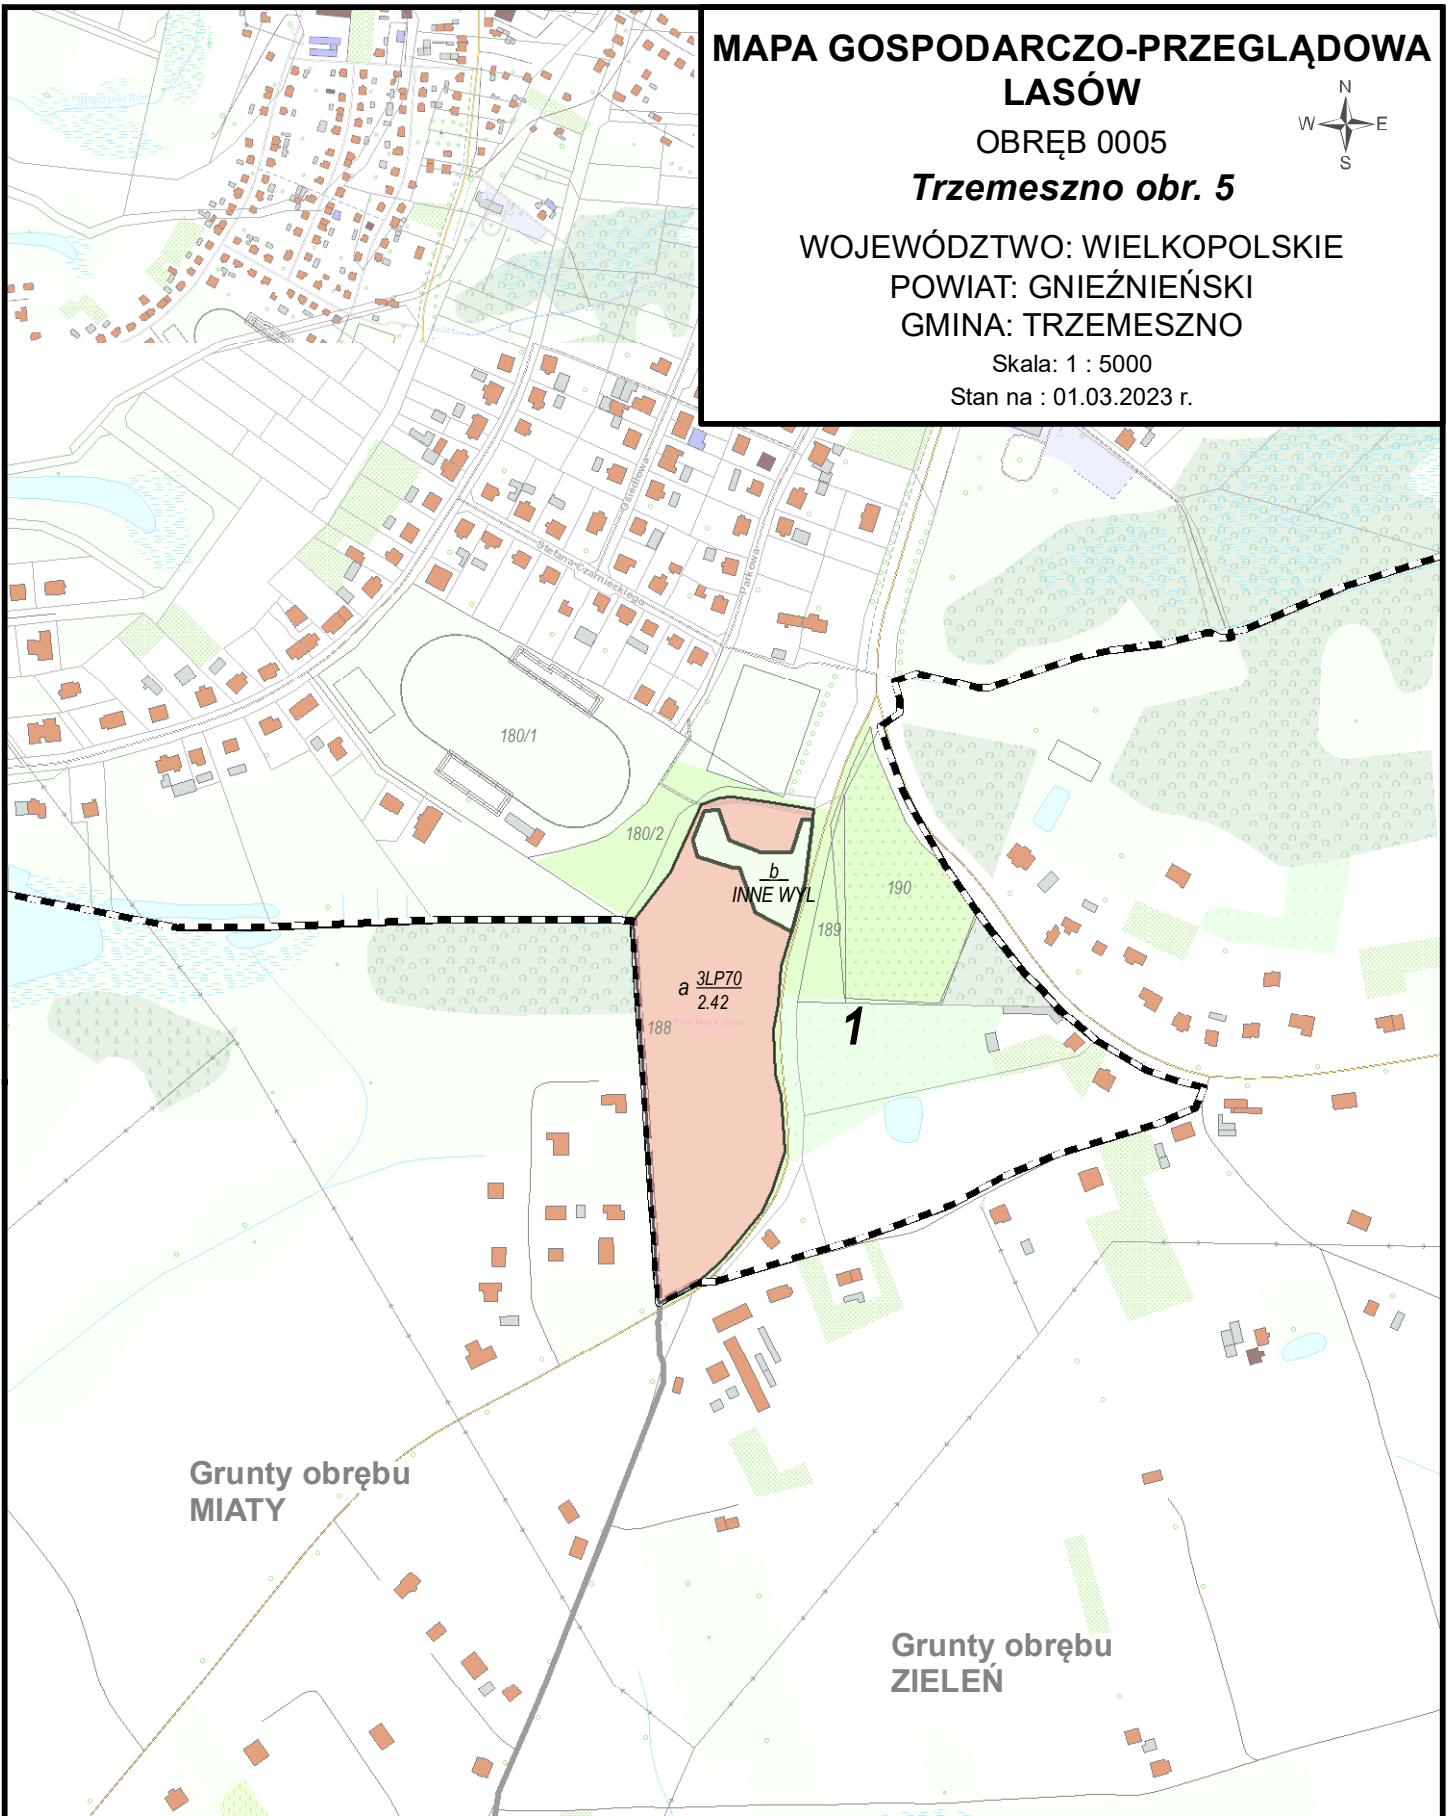 MAPA GOSPODARCZO-PRZEGLĄDOWA
LASÓW
N
W E
S
OBRĘB 0005
Trzemeszno obr. 5
WOJEWÓDZTWO: WIELKOPOLSKIE
POWIAT: GNIEŹNIEŃSKI
GMINA: TRZEMESZNO
Skala: 1 : 5000
Stan na : 01.03.2023 r.
Osiedlowa
Stefana Czarnieckiego
Parkowa
180/1
180/2
b
INNE WYL
190
189
a 3LP70
2.42
188
1
Grunty obrębu
MIATY
Grunty obrębu
ZIELEŃ